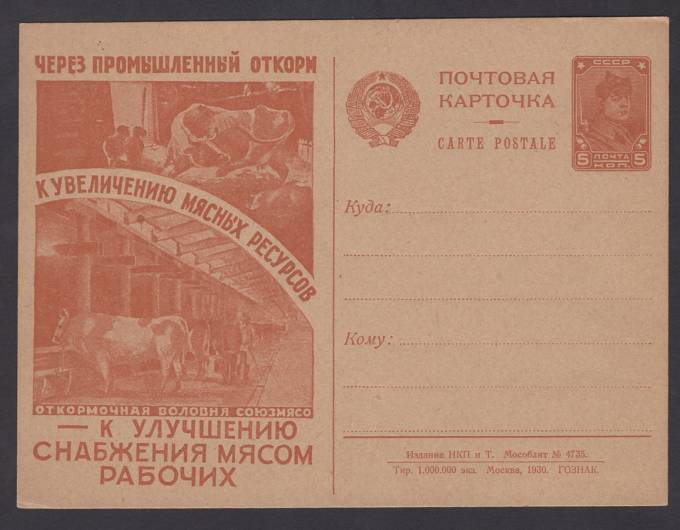 ЧЕРЕЗ ПРОМЫШЛЕННЫЙ ОТКОРМ
К УВЕЛИЧЕНИЮ МЯСНЫХ РЕСУРСОВ
ОТКОРМОЧНАЯ ВОЛОВНЯ СОЮЗМЯСО
— К УЛУЧШЕНИЮ
СНАБЖЕНИЯ МЯСОМ
РАБОЧИХ
ПОЧТОВАЯ
КАРТОЧКА
CARTE POSTALE
СССР
5 ПОЧТА 5
КОП.
Куда:
Кому:
Издание НКП и Т. Мособлит № 4735.
Тир. 1.000.000 экз. Москва, 1930. ГОЗНАК.